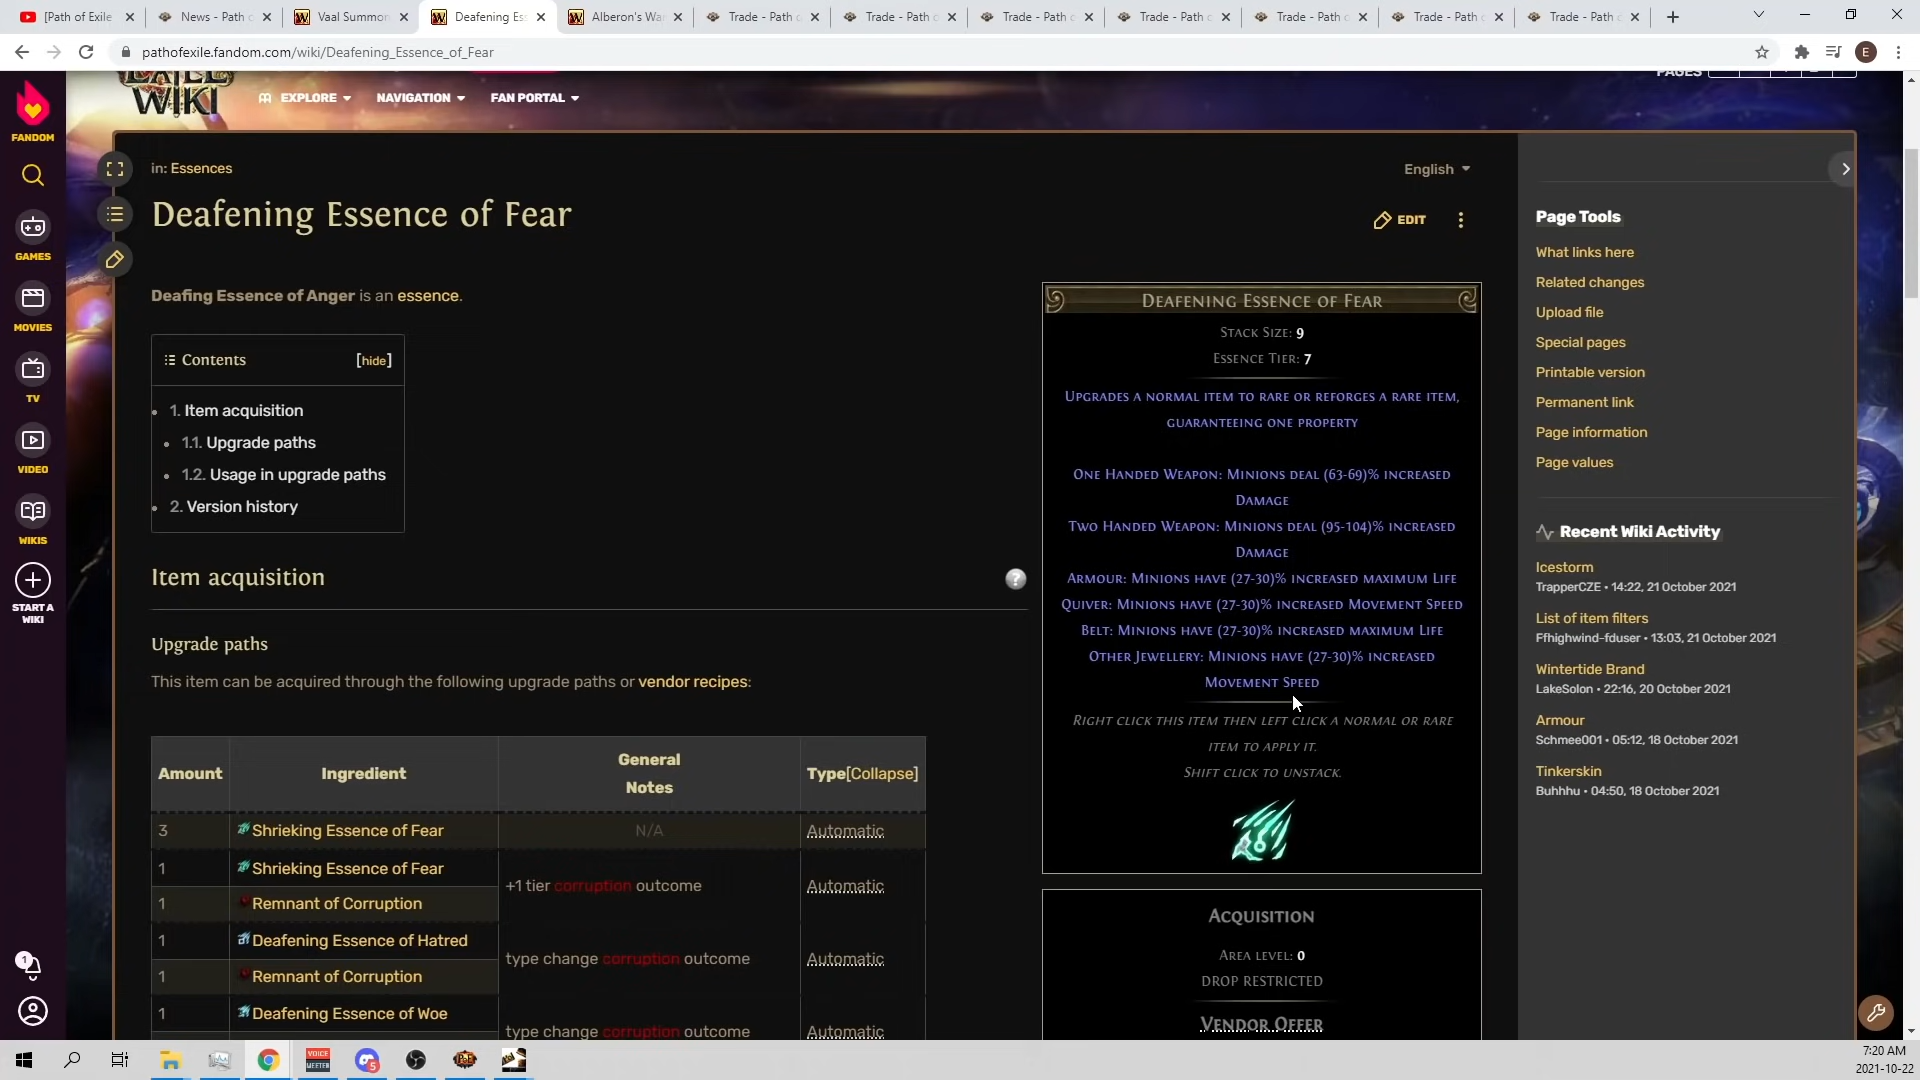 [Path of Exile
News - Path o
Vaal Summon
Deafening Es
Alberon's Wa
Trade - Path o
Trade - Path o
Trade - Path o
Trade - Path o
Trade - Path o
Trade - Path o
Trade - Path o
pathofexile.fandom.com/wiki/Deafening_Essence_of_Fear
E
EXILE
WIKI
EXPLORE
NAVIGATION
FAN PORTAL
PAGES
FANDOM
GAMES
MOVIES
TV
VIDEO
WIKIS
START A
WIKI
1
in: Essences
English
Deafening Essence of Fear
EDIT
Deafing Essence of Anger is an essence.
Contents [hide]
1. Item acquisition
1.1. Upgrade paths
1.2. Usage in upgrade paths
2. Version history
Item acquisition
?
Upgrade paths
This item can be acquired through the following upgrade paths or vendor recipes:
Amount Ingredient General Notes Type[Collapse]
3 Shrieking Essence of Fear N/A Automatic
1 Shrieking Essence of Fear
+1 tier corruption outcome Automatic
1 Remnant of Corruption
1 Deafening Essence of Hatred
type change corruption outcome Automatic
1 Remnant of Corruption
1 Deafening Essence of Woe
type change corruption outcome Automatic
Deafening Essence of Fear
Stack Size: 9
Essence Tier: 7
Upgrades a normal item to rare or reforges a rare item,
guaranteeing one property
One Handed Weapon: Minions deal (63-69)% increased
Damage
Two Handed Weapon: Minions deal (95-104)% increased
Damage
Armour: Minions have (27-30)% increased maximum Life
Quiver: Minions have (27-30)% increased Movement Speed
Belt: Minions have (27-30)% increased maximum Life
Other Jewellery: Minions have (27-30)% increased
Movement Speed
Right click this item then left click a normal or rare
item to apply it.
Shift click to unstack.
Acquisition
Area level: 0
DROP RESTRICTED
Vendor Offer
Page Tools
What links here
Related changes
Upload file
Special pages
Printable version
Permanent link
Page information
Page values
Recent Wiki Activity
Icestorm
TrapperCZE • 14:22, 21 October 2021
List of item filters
Ffhighwind-fduser • 13:03, 21 October 2021
Wintertide Brand
LakeSolon • 22:16, 20 October 2021
Armour
Schmee001 • 05:12, 18 October 2021
Tinkerskin
Buhhhu • 04:50, 18 October 2021
VOICE
MEETER
5
7:20 AM
2021-10-22